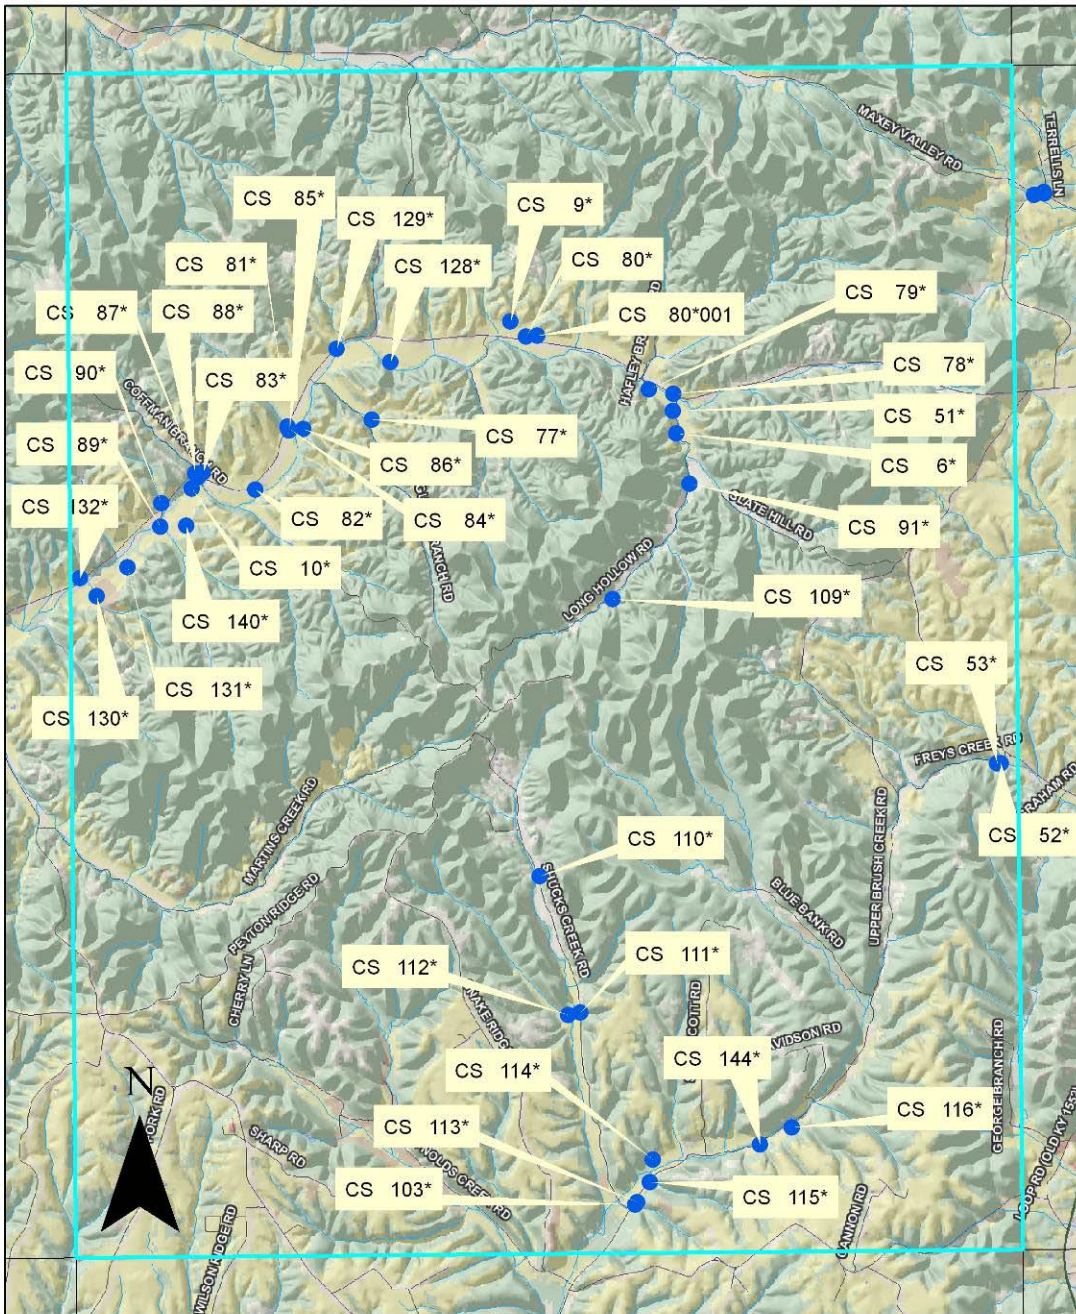 MAXEY VALLEY RD
TERRELLS LN
CS 85*
CS 9*
CS 129*
CS 81*
CS 128*
CS 80*
CS 79*
CS 87*
CS 88*
CS 80*001
CS 90*
CS 83*
CS 78*
COFFMAN BRANCH RD
CS 51*
CS 77*
CS 89*
CS 86*
CS 6*
CS 132*
CS 82*
CS 84*
SLATE HILL RD
CS 91*
CS 10*
LONG HOLLOW RD
CS 109*
CS 140*
CS 53*
CS 131*
CS 130*
FREYS CREEK RD
MARTINS CREEK RD
UPPER BRUSH CREEK RD
CS 52*
CS 110*
SHUCKS CREEK RD
BLUE BANK RD
PEYTON RIDGE RD
CHERRY LN
CS 112*
CS 111*
CS 144*
CS 114*
GEORGE BRANCH RD
N
CS 113*
CS 116*
SHARP RD
CS 103*
CS 115*
CANNON RD
WILSON RIDGE RD